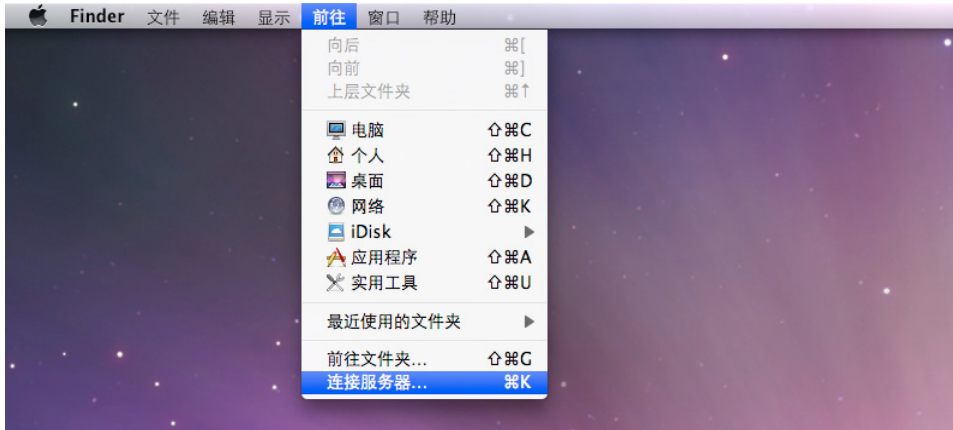 Finder 文件 编辑 显示 前往 窗口 帮助
向后 ⌘[
向前 ⌘]
上层文件夹 ⌘↑
电脑 ⇧⌘C
个人 ⇧⌘H
桌面 ⇧⌘D
网络 ⇧⌘K
iDisk ▶
应用程序 ⇧⌘A
实用工具 ⇧⌘U
最近使用的文件夹 ▶
前往文件夹... ⇧⌘G
连接服务器... ⌘K